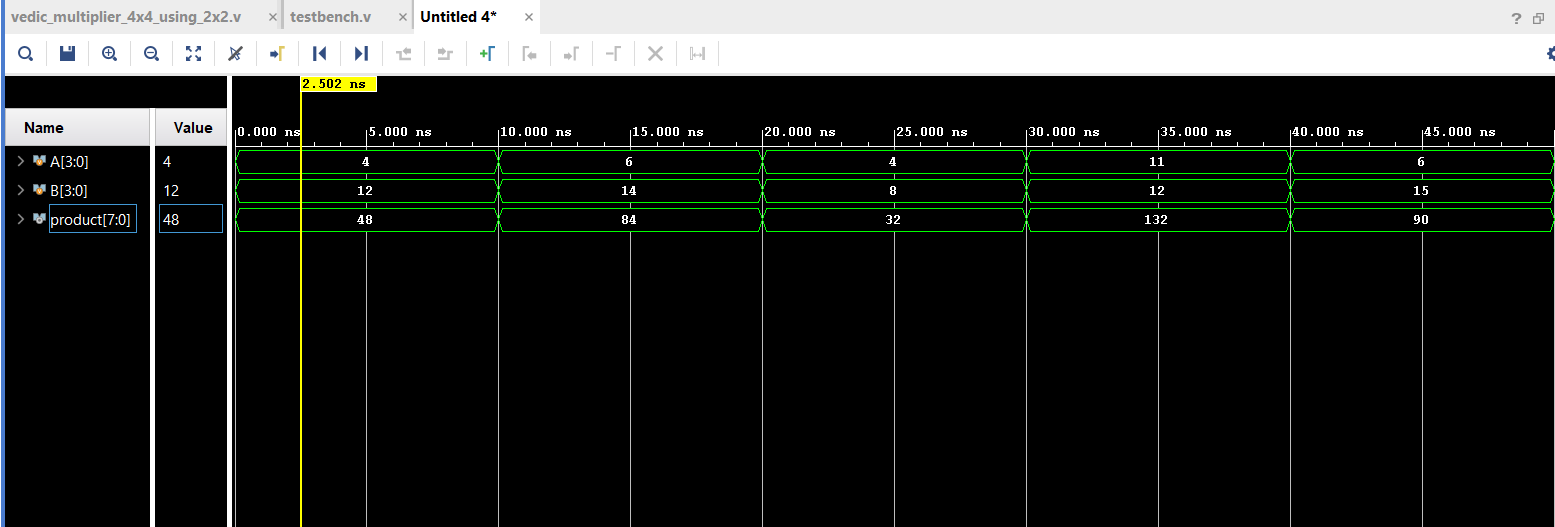 vedic_multiplier_4x4_using_2x2.v × testbench.v × Untitled 4* × ?
2.502 ns
Name Value 0.000 ns 5.000 ns 10.000 ns 15.000 ns 20.000 ns 25.000 ns 30.000 ns 35.000 ns 40.000 ns 45.000 ns
A[3:0] 4 4 6 4 11 6
B[3:0] 12 12 14 8 12 15
product[7:0] 48 48 84 32 132 90